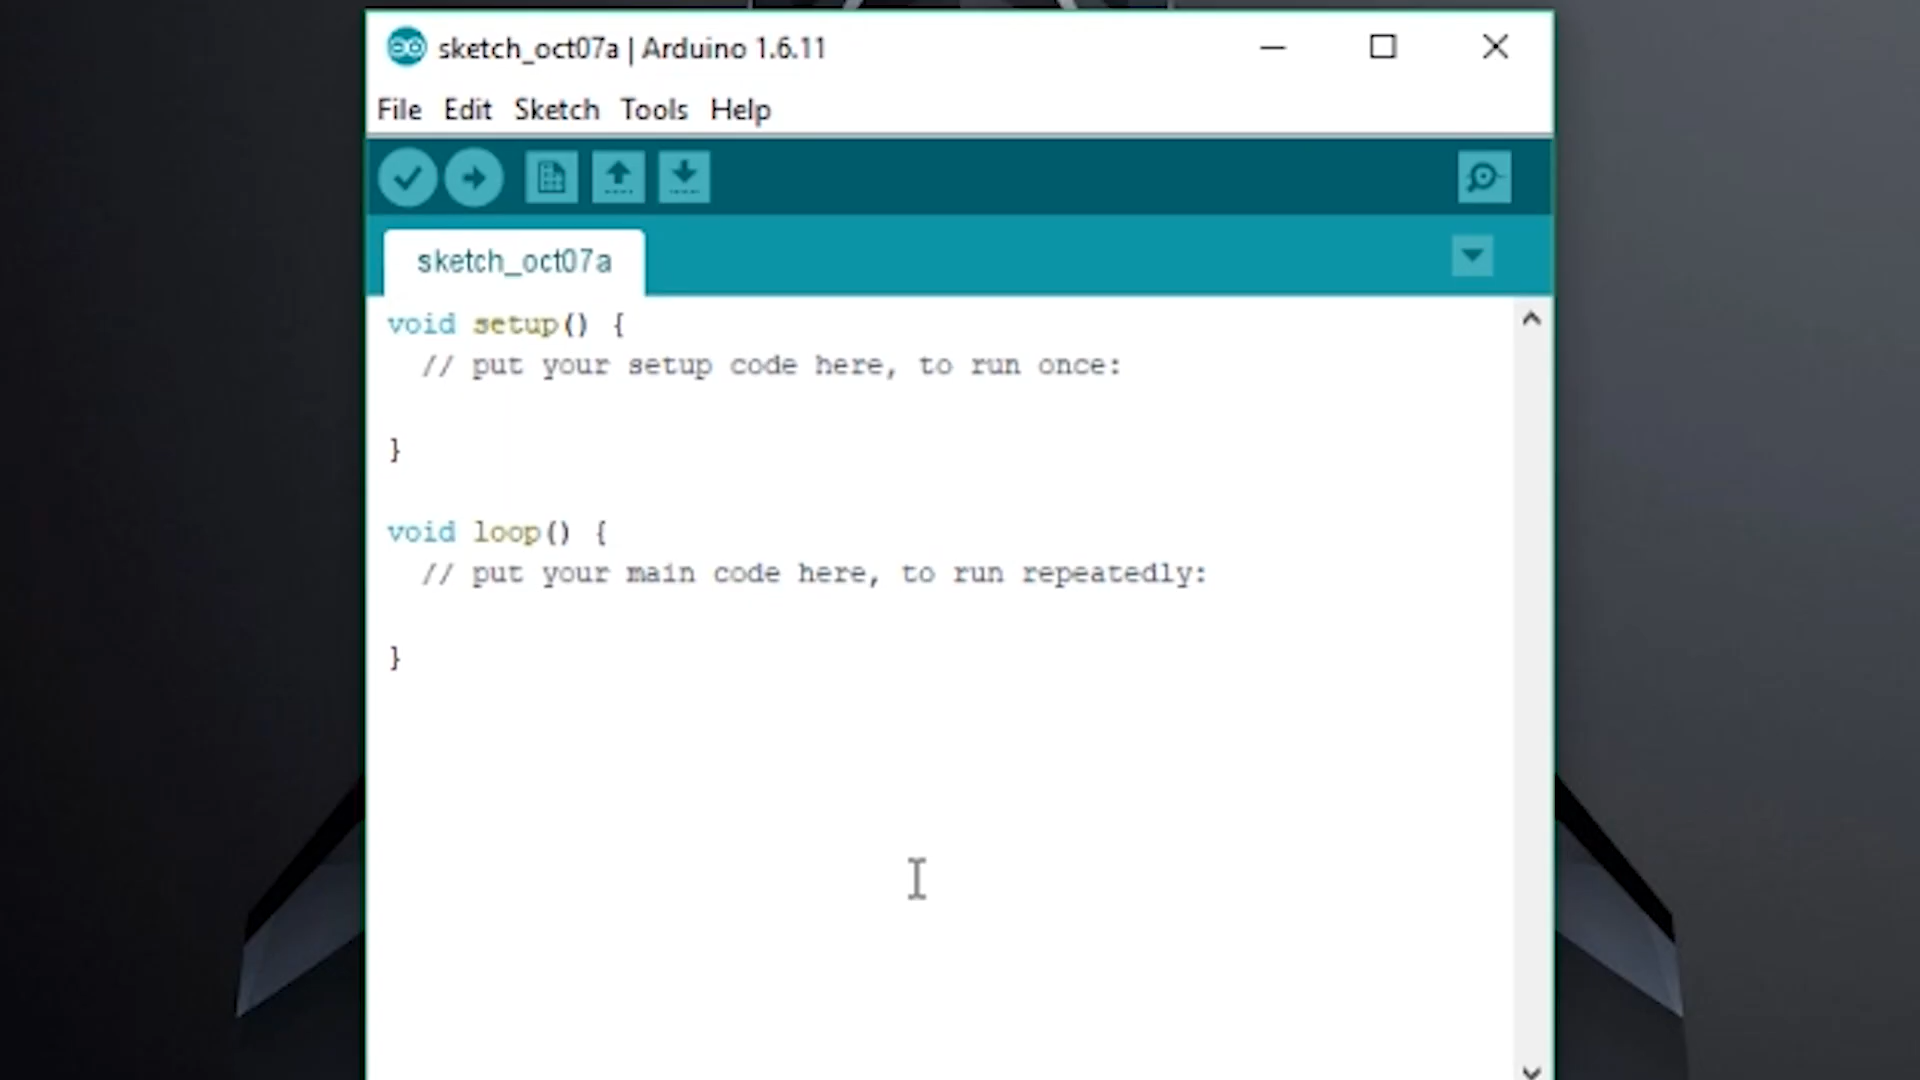 sketch_oct07a | Arduino 1.6.11
File Edit Sketch Tools Help
sketch_oct07a
void setup() {
  // put your setup code here, to run once:
}
void loop() {
  // put your main code here, to run repeatedly:
}